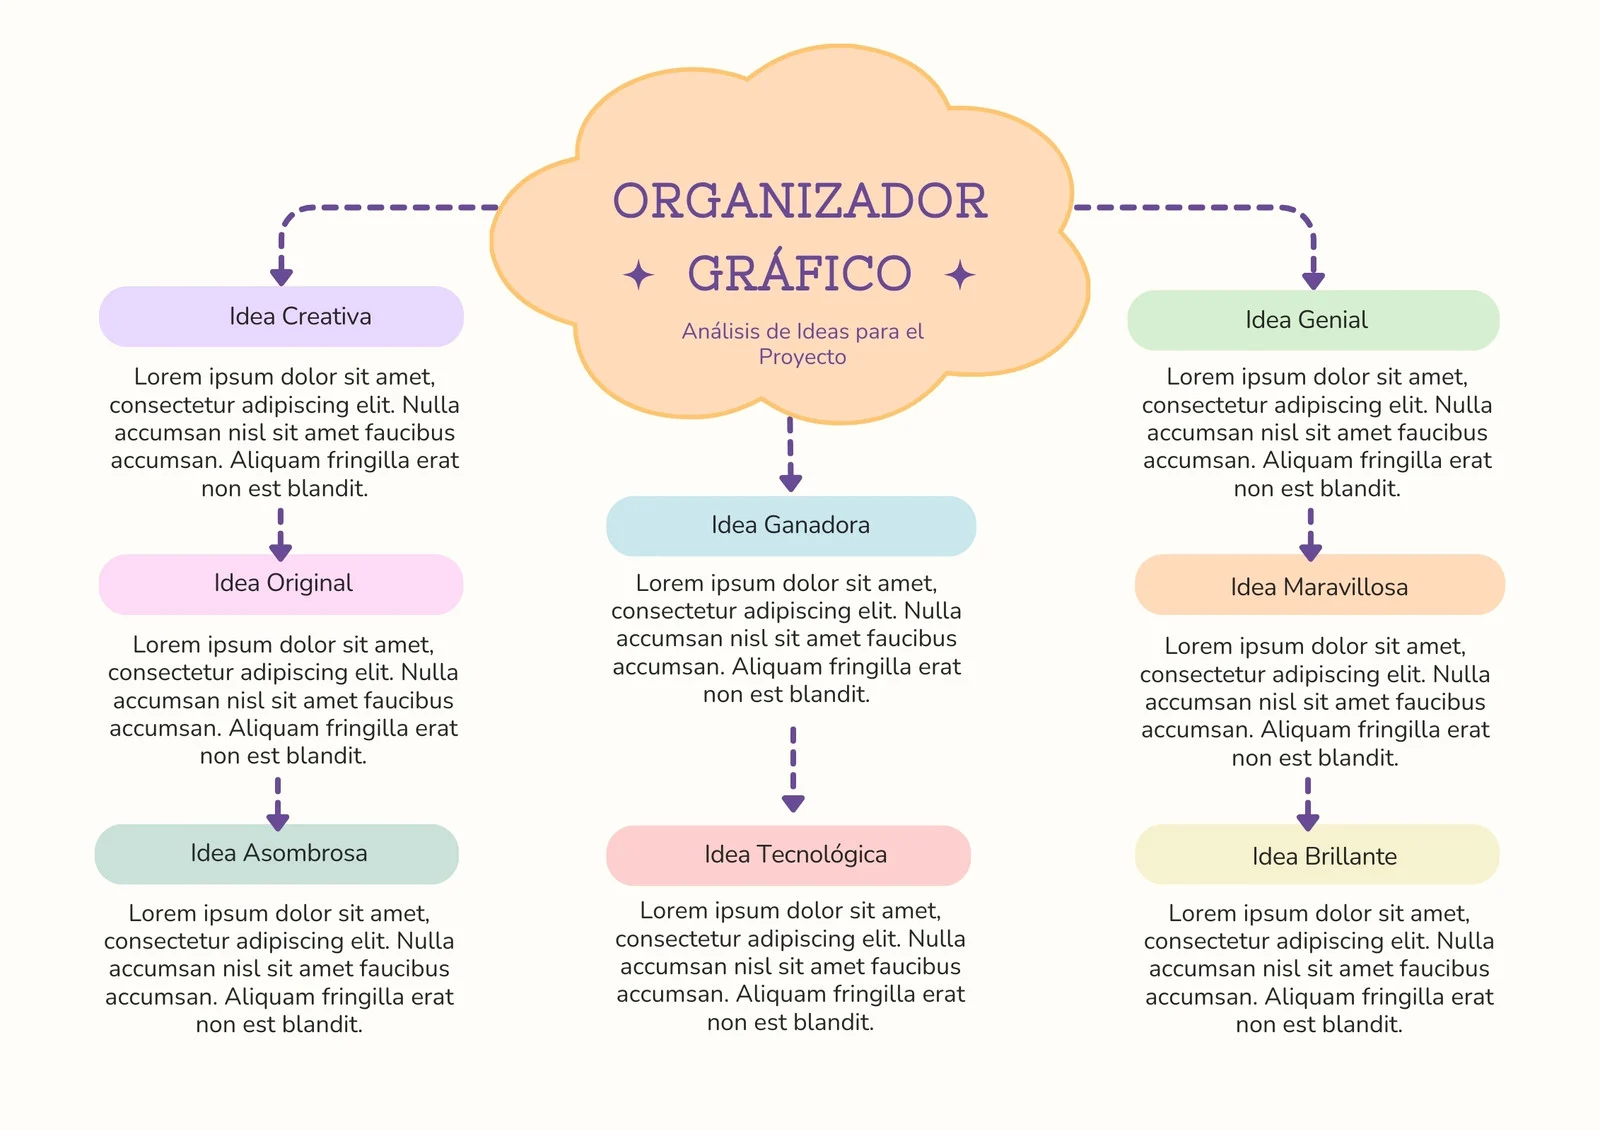 ORGANIZADOR
GRÁFICO
Análisis de Ideas para el
Proyecto
Idea Creativa
Lorem ipsum dolor sit amet,
consectetur adipiscing elit. Nulla
accumsan nisl sit amet faucibus
accumsan. Aliquam fringilla erat
non est blandit.
Idea Original
Lorem ipsum dolor sit amet,
consectetur adipiscing elit. Nulla
accumsan nisl sit amet faucibus
accumsan. Aliquam fringilla erat
non est blandit.
Idea Asombrosa
Lorem ipsum dolor sit amet,
consectetur adipiscing elit. Nulla
accumsan nisl sit amet faucibus
accumsan. Aliquam fringilla erat
non est blandit.
Idea Ganadora
Lorem ipsum dolor sit amet,
consectetur adipiscing elit. Nulla
accumsan nisl sit amet faucibus
accumsan. Aliquam fringilla erat
non est blandit.
Idea Tecnológica
Lorem ipsum dolor sit amet,
consectetur adipiscing elit. Nulla
accumsan nisl sit amet faucibus
accumsan. Aliquam fringilla erat
non est blandit.
Idea Genial
Lorem ipsum dolor sit amet,
consectetur adipiscing elit. Nulla
accumsan nisl sit amet faucibus
accumsan. Aliquam fringilla erat
non est blandit.
Idea Maravillosa
Lorem ipsum dolor sit amet,
consectetur adipiscing elit. Nulla
accumsan nisl sit amet faucibus
accumsan. Aliquam fringilla erat
non est blandit.
Idea Brillante
Lorem ipsum dolor sit amet,
consectetur adipiscing elit. Nulla
accumsan nisl sit amet faucibus
accumsan. Aliquam fringilla erat
non est blandit.